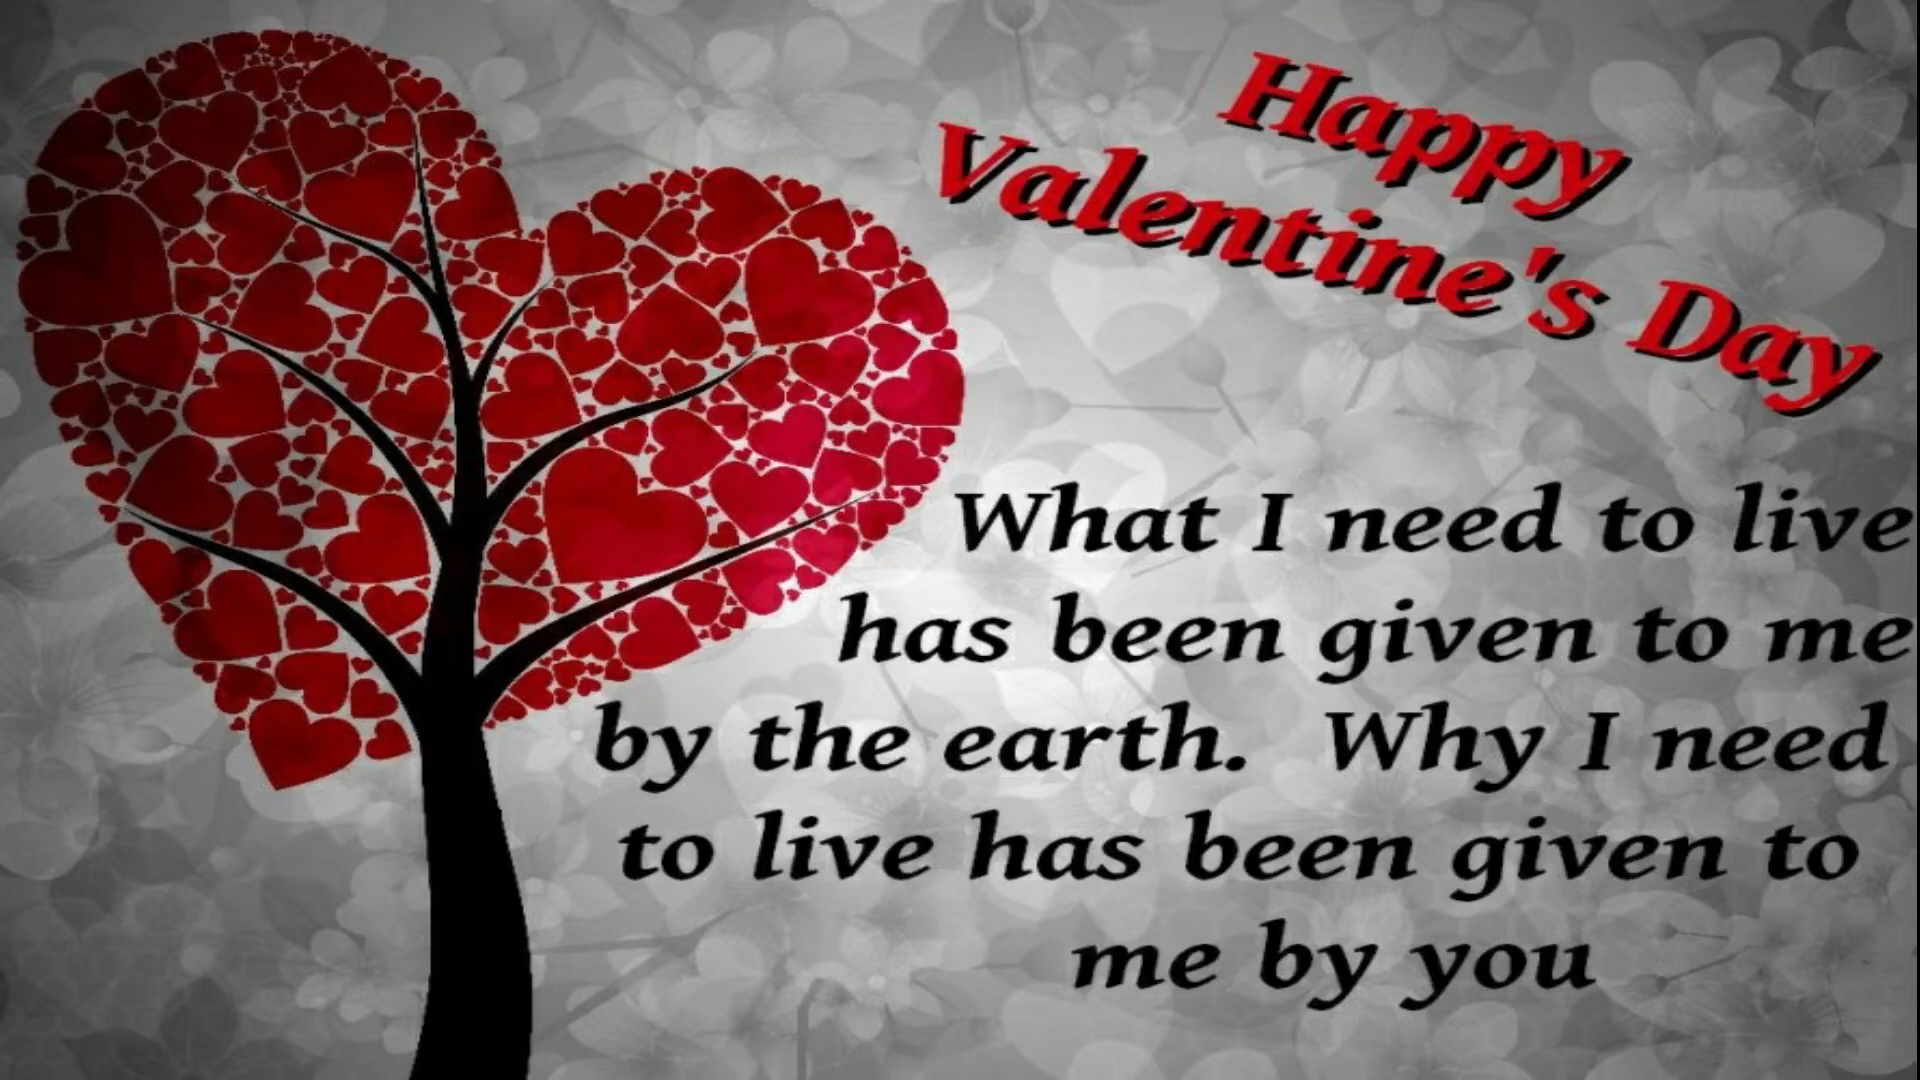 Happy
Valentine's Day
What I need to live
has been given to me
by the earth.  Why I need
to live has been given to
me by you